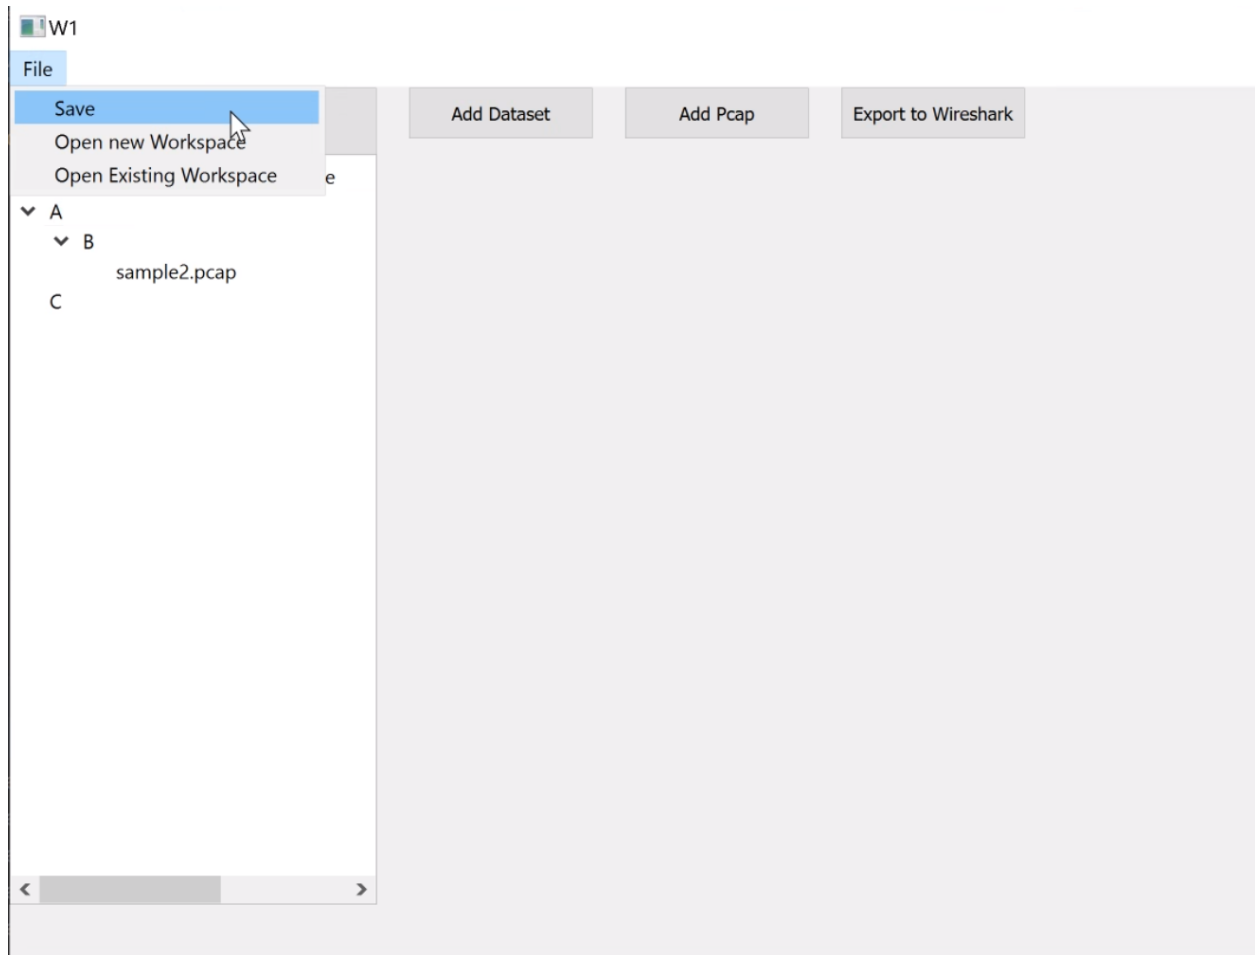 W1
File
Save
Open new Workspace
Open Existing Workspace
e
Add Dataset
Add Pcap
Export to Wireshark
A
B
sample2.pcap
C